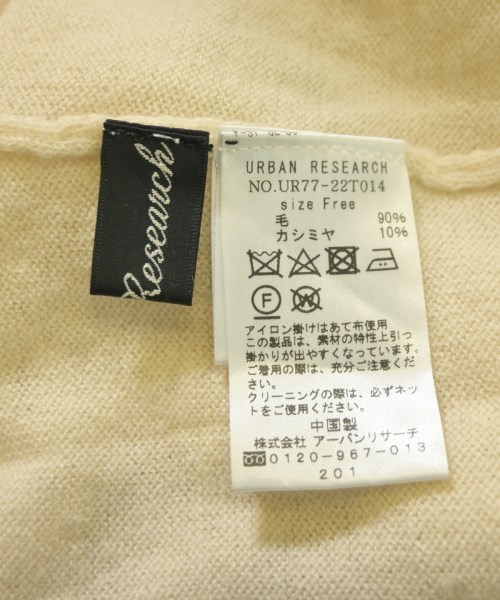 Research
URBAN RESEARCH
NO.UR77-22T014
size Free
毛 90%
カシミヤ 10%
F W
アイロン掛けはあて布使用
この製品は、素材の特性上引っ
掛かりが出やすくなっています。
ご着用の際は、充分ご注意くださ
い。
クリーニングの際は、必ずネッ
トをご使用ください。
中国製
株式会社 アーバンリサーチ
0120-967-013
201